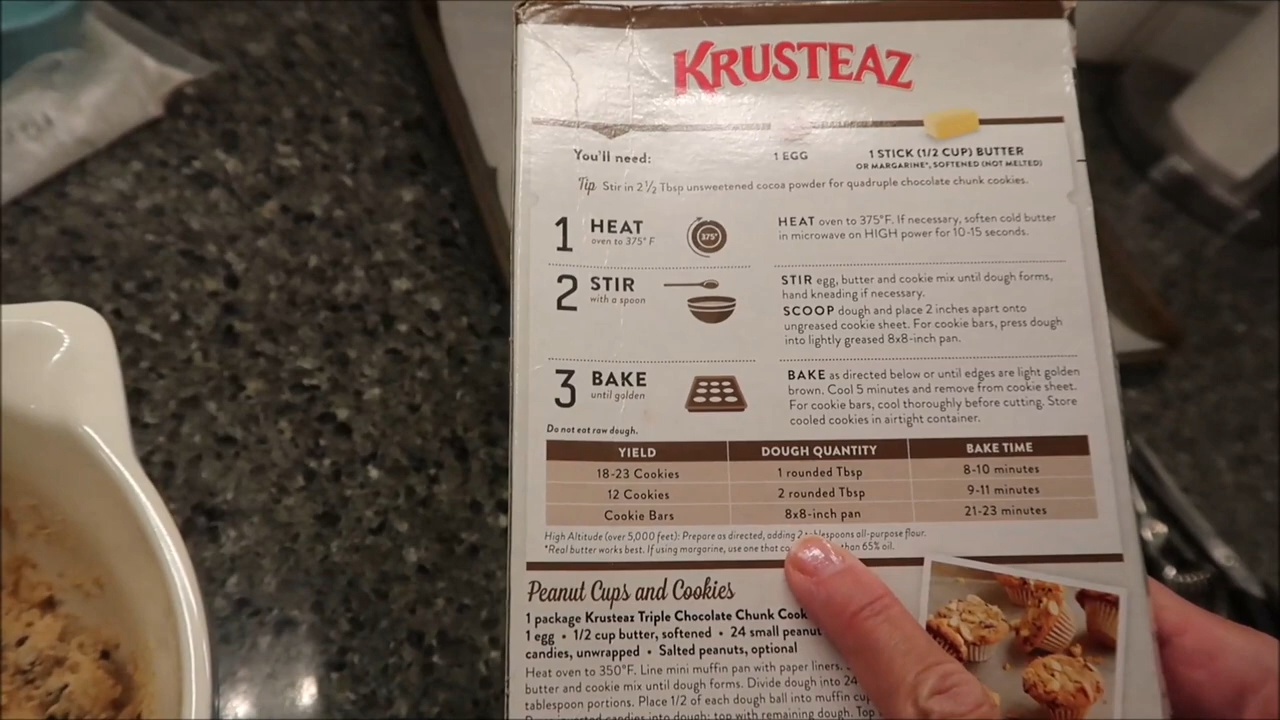 KRUSTEAZ
You'll need:
1 EGG
1 STICK (1/2 CUP) BUTTER
OR MARGARINE*, SOFTENED (NOT MELTED)
Tip Stir in 2 1/2 Tbsp unsweetened cocoa powder for quadruple chocolate chunk cookies.
1 HEAT
oven to 375° F
375°
HEAT oven to 375°F. If necessary, soften cold butter
in microwave on HIGH power for 10-15 seconds.
2 STIR
with a spoon
STIR egg, butter and cookie mix until dough forms,
hand kneading if necessary.
SCOOP dough and place 2 inches apart onto
ungreased cookie sheet. For cookie bars, press dough
into lightly greased 8x8-inch pan.
3 BAKE
until golden
BAKE as directed below or until edges are light golden
brown. Cool 5 minutes and remove from cookie sheet.
For cookie bars, cool thoroughly before cutting. Store
cooled cookies in airtight container.
Do not eat raw dough.
YIELD DOUGH QUANTITY BAKE TIME
18-23 Cookies 1 rounded Tbsp 8-10 minutes
12 Cookies 2 rounded Tbsp 9-11 minutes
Cookie Bars 8x8-inch pan 21-23 minutes
High Altitude (over 5,000 feet): Prepare as directed, adding 2 tablespoons all-purpose flour.
*Real butter works best. If using margarine, use one that than 65% oil.
Peanut Cups and Cookies
1 package Krusteaz Triple Chocolate Chunk Cook
1 egg • 1/2 cup butter, softened • 24 small peanut
candies, unwrapped • Salted peanuts, optional
Heat oven to 350°F. Line mini muffin pan with paper liners.
butter and cookie mix until dough forms. Divide dough into 24
tablespoon portions. Place 1/2 of each dough ball into muffin cup
candies into dough; top with remaining dough. Top